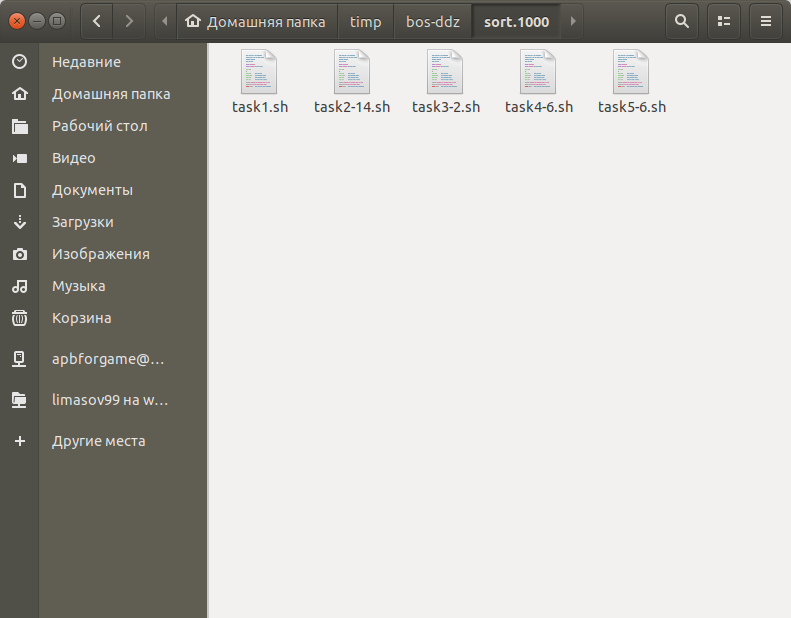 Домашняя папка timp bos-ddz sort.1000
Недавние
Домашняя папка
Рабочий стол
Видео
Документы
Загрузки
Изображения
Музыка
Корзина
apbforgame@...
limasov99 на w...
Другие места
task1.sh task2-14.sh task3-2.sh task4-6.sh task5-6.sh